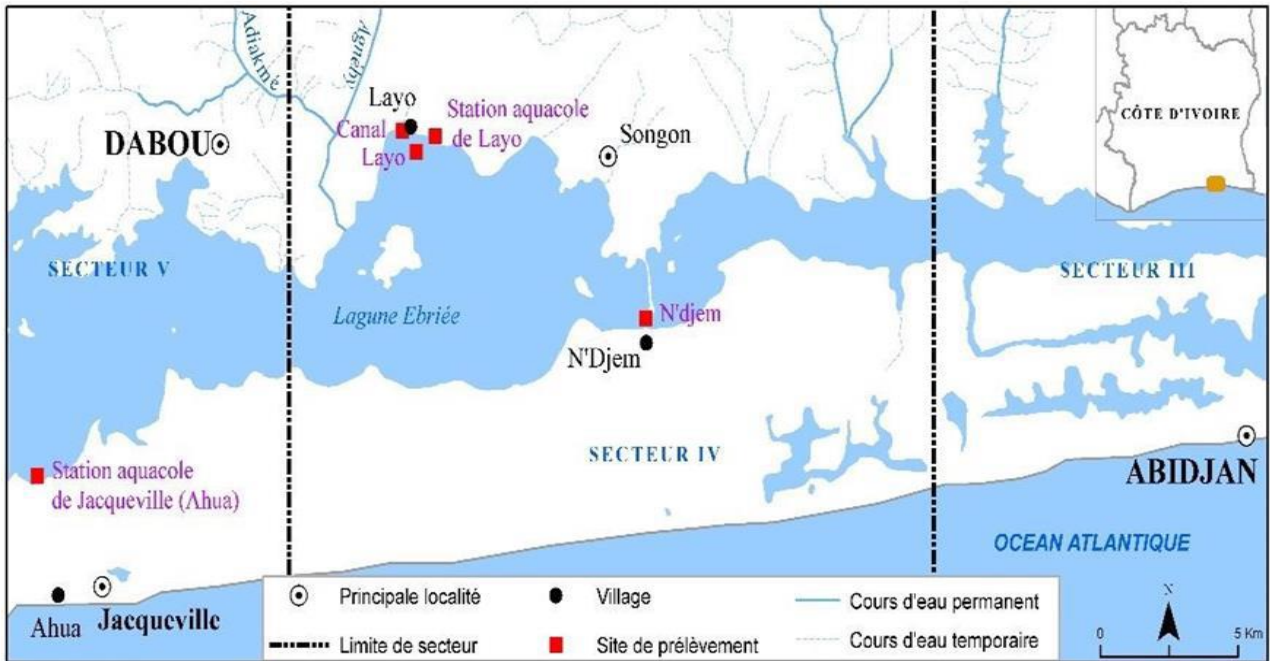 Adiakmé
Agnéby
CÔTE D'IVOIRE
Layo
Station aquacole
de Layo
Canal
Layo
DABOU
Songon
SECTEUR V
SECTEUR III
Lagune Ebriée
N'djem
N'Djem
SECTEUR IV
Station aquacole
de Jacqueville (Ahua)
ABIDJAN
OCEAN ATLANTIQUE
Ahua
Jacqueville
Principale localité
Village
Cours d'eau permanent
Limite de secteur
Site de prélèvement
Cours d'eau temporaire
N
0 5 Km